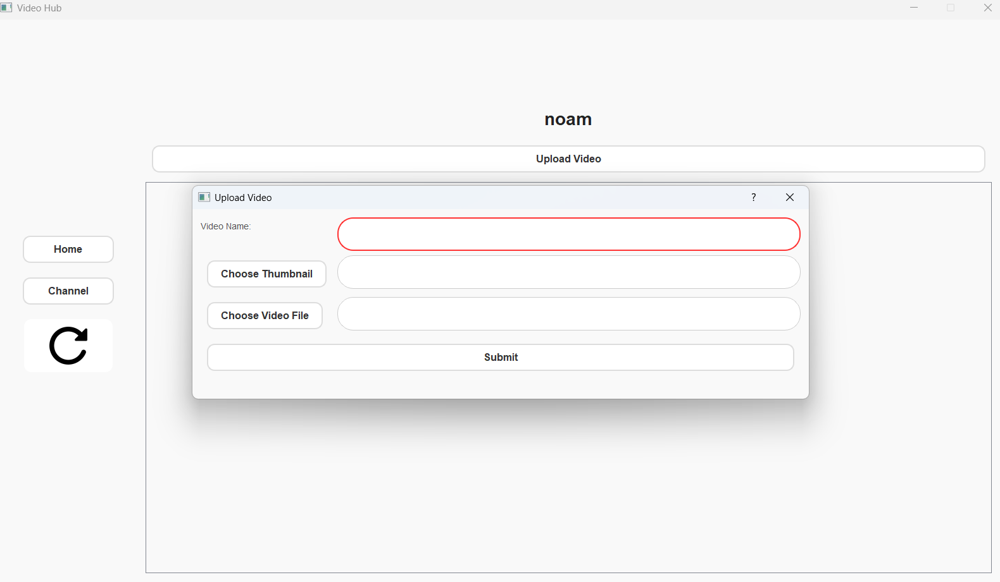 Video Hub
noam
Upload Video
Upload Video
?
Video Name:
Choose Thumbnail
Choose Video File
Submit
Home
Channel